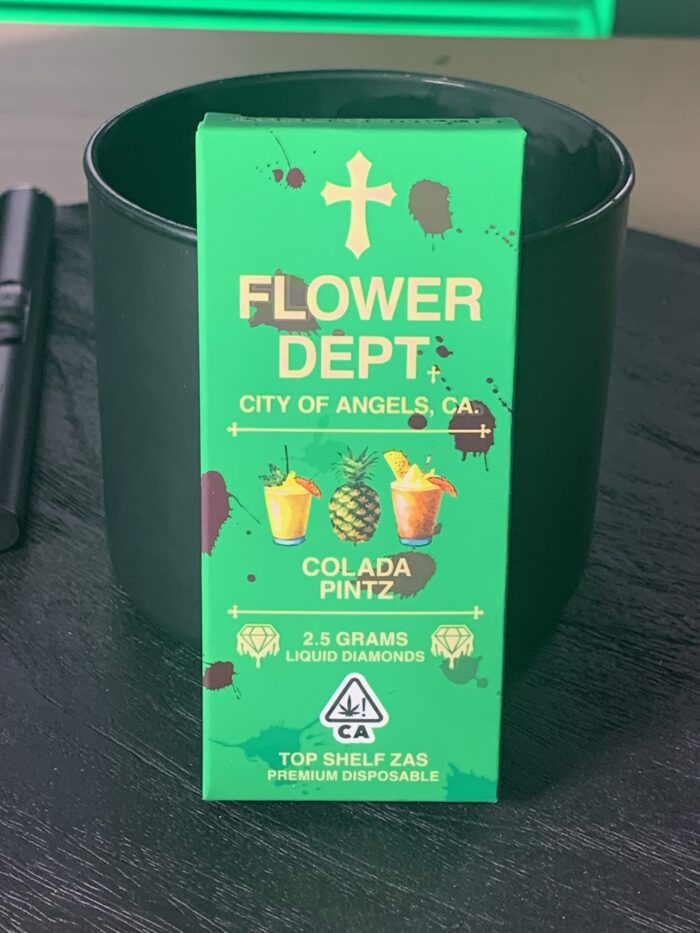 FLOWER
DEPT.
CITY OF ANGELS, CA.
COLADA
PINTZ
2.5 GRAMS
LIQUID DIAMONDS
!
CA
TOP SHELF ZAS
PREMIUM DISPOSABLE